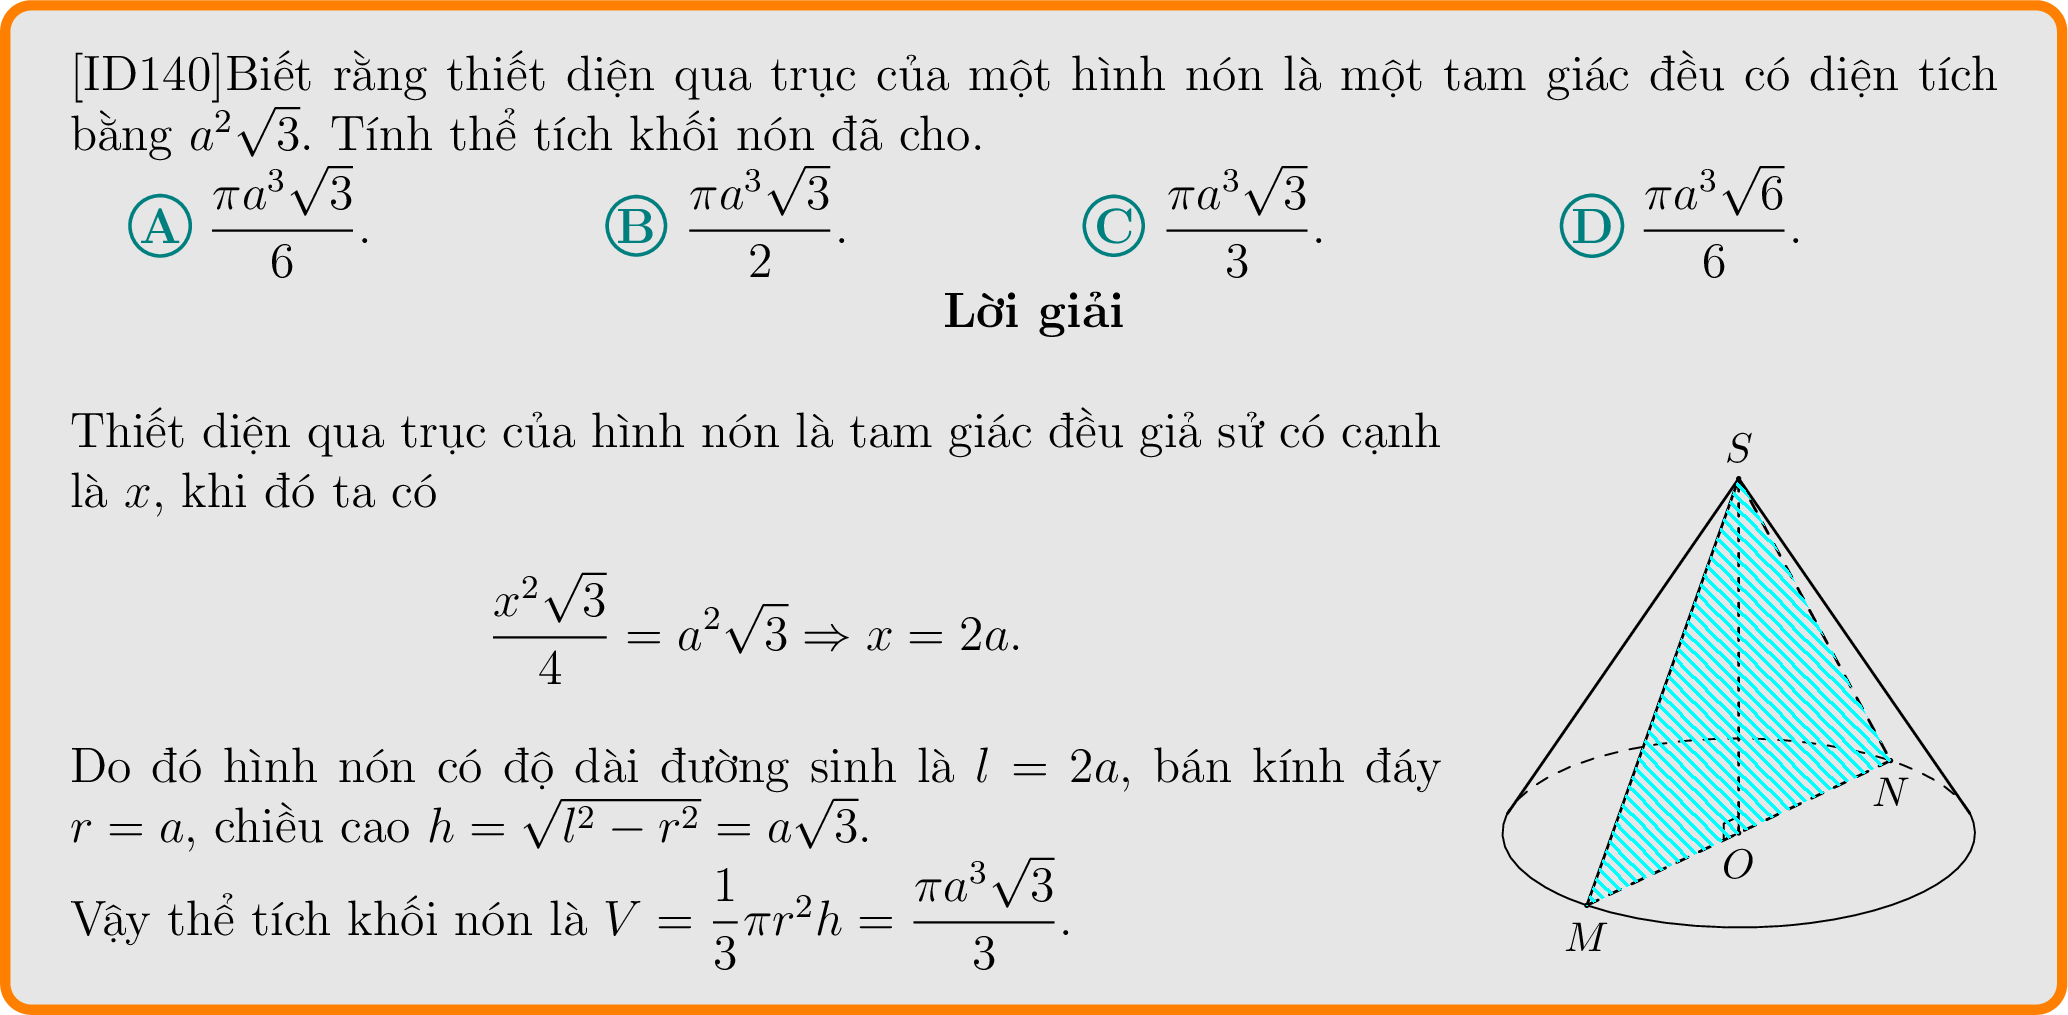 [ID140]Biết rằng thiết diện qua trục của một hình nón là một tam giác đều có diện tích
bằng $a^2\sqrt{3}$. Tính thể tích khối nón đã cho.
Ⓐ $\frac{\pi a^3\sqrt{3}}{6}$. Ⓑ $\frac{\pi a^3\sqrt{3}}{2}$. Ⓒ $\frac{\pi a^3\sqrt{3}}{3}$. Ⓓ $\frac{\pi a^3\sqrt{6}}{6}$.
Lời giải
Thiết diện qua trục của hình nón là tam giác đều giả sử có cạnh
là $x$, khi đó ta có
$\frac{x^2\sqrt{3}}{4} = a^2\sqrt{3} \Rightarrow x = 2a.$
Do đó hình nón có độ dài đường sinh là $l = 2a$, bán kính đáy
$r = a$, chiều cao $h = \sqrt{l^2 - r^2} = a\sqrt{3}$.
Vậy thể tích khối nón là $V = \frac{1}{3}\pi r^2 h = \frac{\pi a^3\sqrt{3}}{3}$.
S
N
O
M